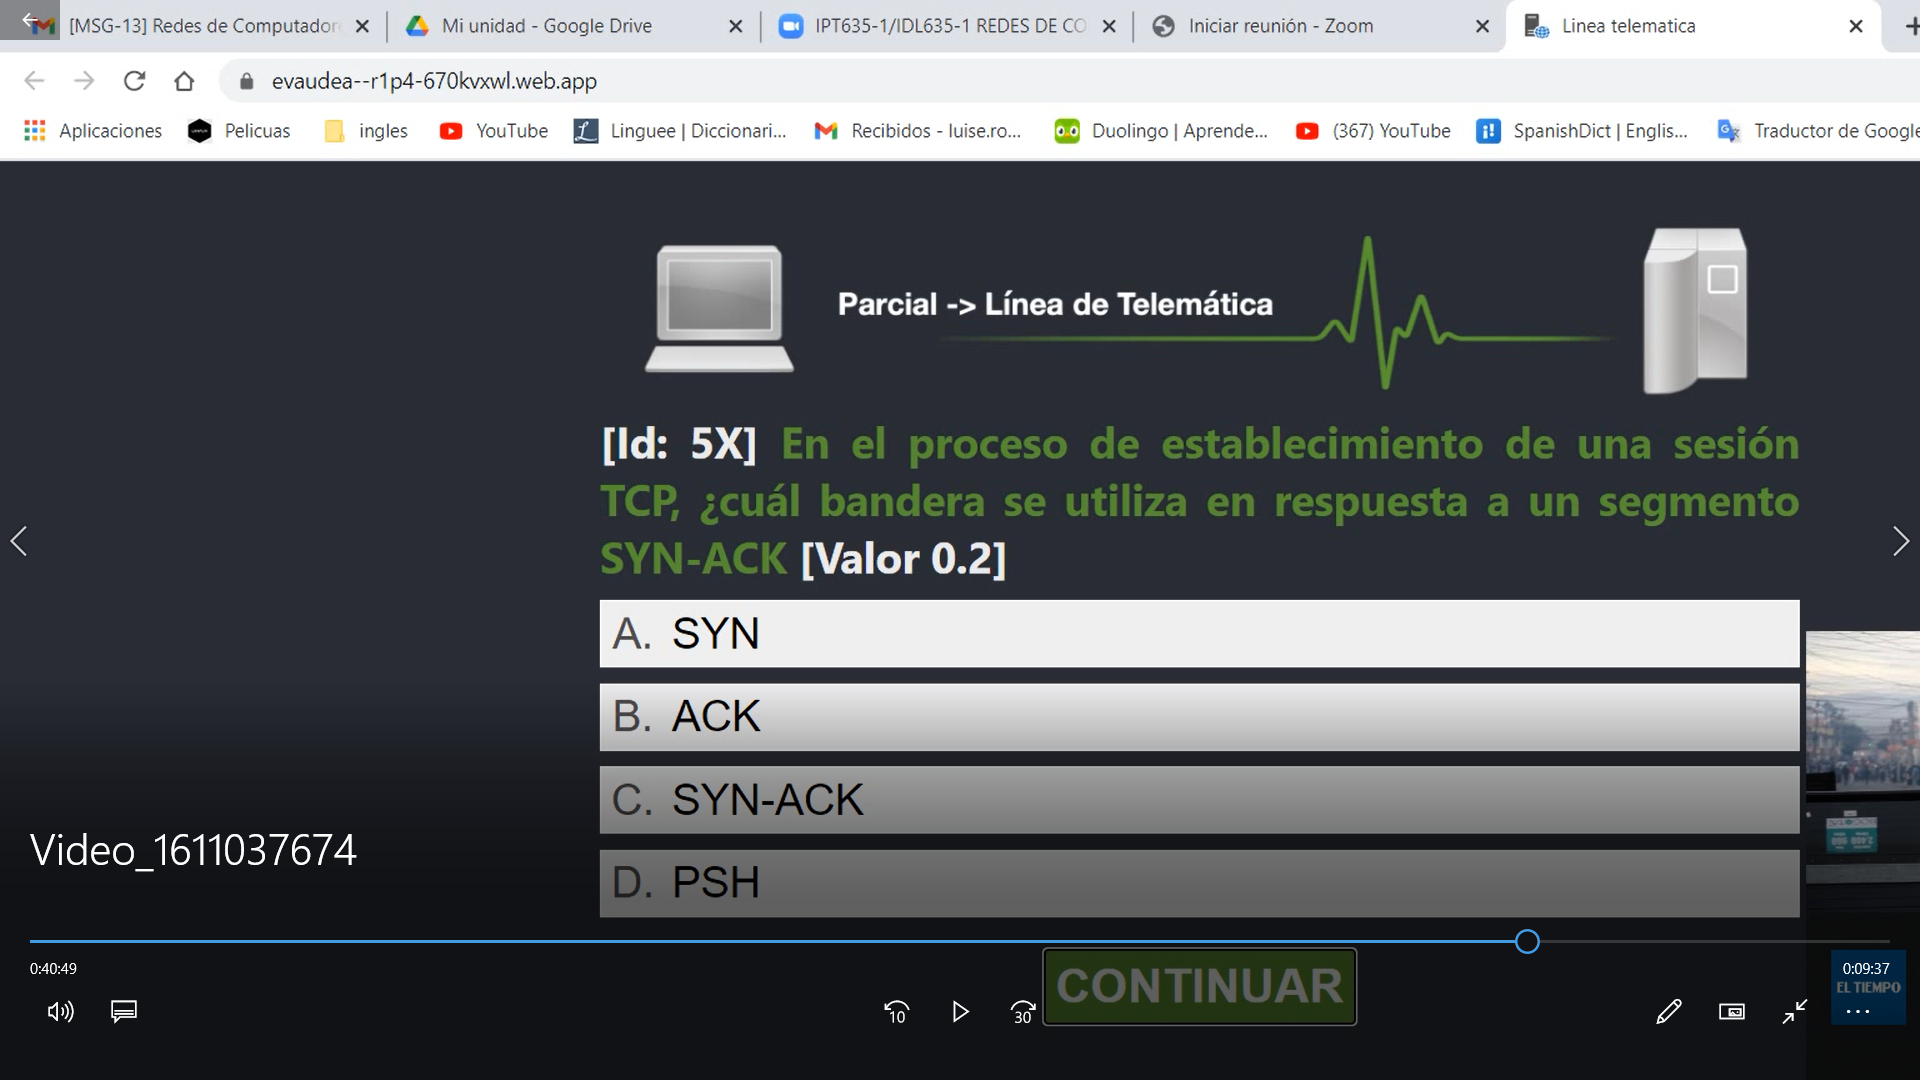 [MSG-13] Redes de Computador
Mi unidad - Google Drive
IPT635-1/IDL635-1 REDES DE CO
Iniciar reunión - Zoom
Linea telematica
evaudea--r1p4-670kvxwl.web.app
Aplicaciones
Pelicuas
ingles
YouTube
Linguee | Diccionari...
Recibidos - luise.ro...
Duolingo | Aprende...
(367) YouTube
SpanishDict | Englis...
Traductor de Google
Parcial -> Línea de Telemática
[Id: 5X] En el proceso de establecimiento de una sesión
TCP, ¿cuál bandera se utiliza en respuesta a un segmento
SYN-ACK [Valor 0.2]
A. SYN
B. ACK
C. SYN-ACK
D. PSH
Video_1611037674
0:40:49
0:09:37
CONTINUAR
EL TIEMPO
10
30